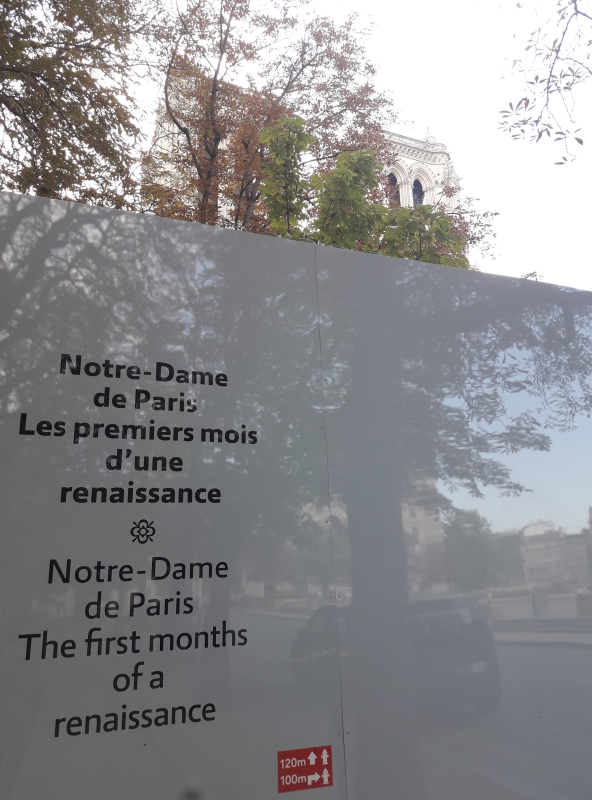 Notre-Dame
de Paris
Les premiers mois
d'une
renaissance
Notre-Dame
de Paris
The first months
of a
renaissance
120m
100m